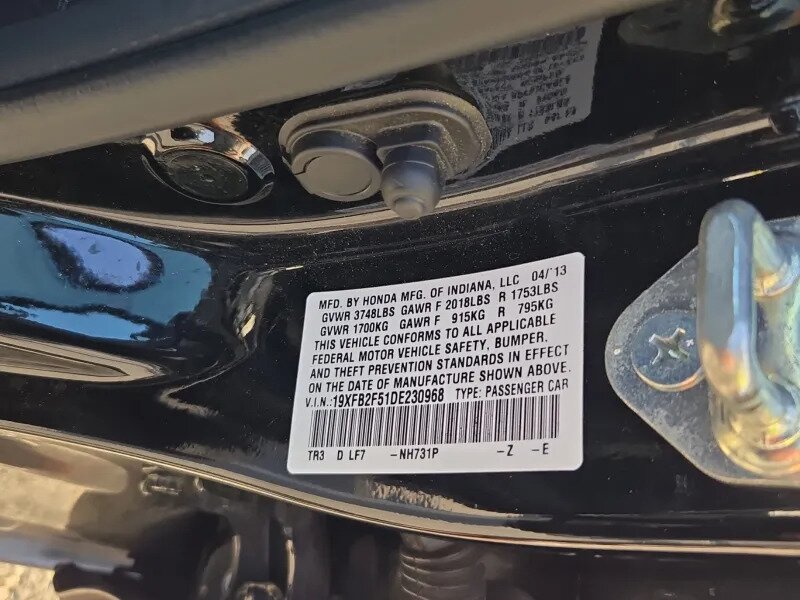 MFD. BY HONDA MFG. OF INDIANA, LLC 04/'13
GVWR 3748LBS GAWR F 2018LBS R 1753LBS
GVWR 1700KG GAWR F 915KG R 795KG
THIS VEHICLE CONFORMS TO ALL APPLICABLE
FEDERAL MOTOR VEHICLE SAFETY, BUMPER,
AND THEFT PREVENTION STANDARDS IN EFFECT
ON THE DATE OF MANUFACTURE SHOWN ABOVE.
V.I.N.:19XFB2F51DE230968 TYPE: PASSENGER CAR
TR3 D LF7 -NH731P -Z -E